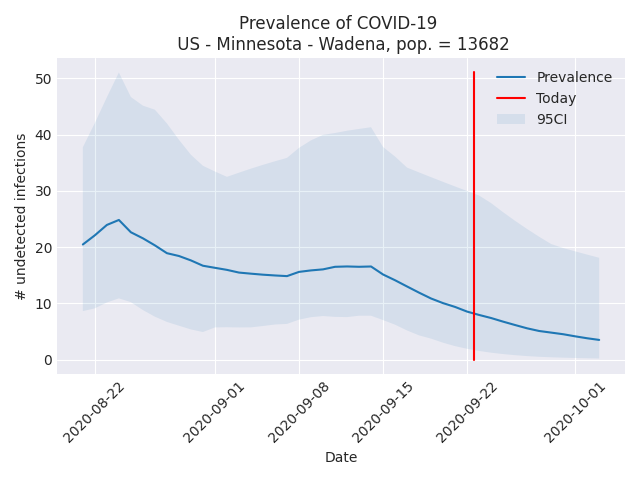 Prevalence of COVID-19
US - Minnesota - Wadena, pop. = 13682
Prevalence
Today
95CI
# undetected infections
50
40
30
20
10
0
2020-08-22
2020-09-01
2020-09-08
2020-09-15
2020-09-22
2020-10-01
Date